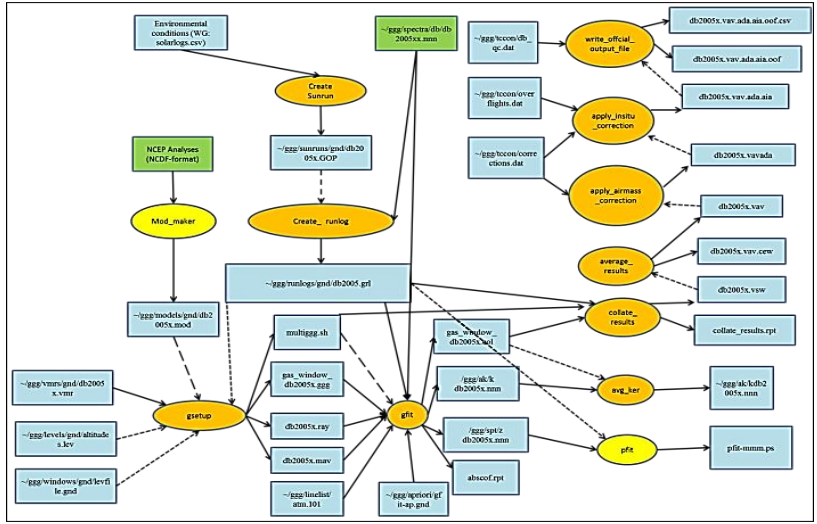 Environmental
conditions (WG:
solarlogs.csv)
~/ggg/spectra/db/db
2005xx.nnn
~/ggg/tccon/db_
qc.dat
write_offcial_
output_file
db2005x.vav.ada.aia.oof.csv
db2005x.vav.ada.aia.oof
db2005x.vav.ada.aia
Create
Sunrun
~/ggg/tccon/over
flights.dat
apply_insitu
_correction
NCEP Analyses
(NCDF-format)
~/ggg/sunruns/gnd/db2
005x.GOP
~/ggg/tccon/corre
ctions.dat
db2005x.vavada
apply_airmass
_correction
Mod_maker
Create_ runlog
db2005x.vav
average_
results
db2005x.vav.cew
~/ggg/runlogs/gnd/db2005.grl
db2005x.vsw
~/ggg/models/gnd/db2
005x.mod
multiggg.sh
gas_window_
db2005x.aol
collate_
results
collate_results.rpt
~/ggg/vmrs/gnd/db2005
x.vmr
gas_window_
db2005x.ggg
/ggg/ak/k
db2005x.nnn
avg_ker
~/ggg/ak/kdb2
005x.nnn
gsetup
gfit
~/ggg/levels/gnd/altitude
s.lev
db2005x.ray
/ggg/spt/z
db2005x.nnn
pfit
pfit-mmm.ps
db2005x.mav
abscof.rpt
~/ggg/windows/gnd/levfi
le.gnd
~/ggg/linelist/
atm.101
~/ggg/apriori/gf
it-ap.gnd